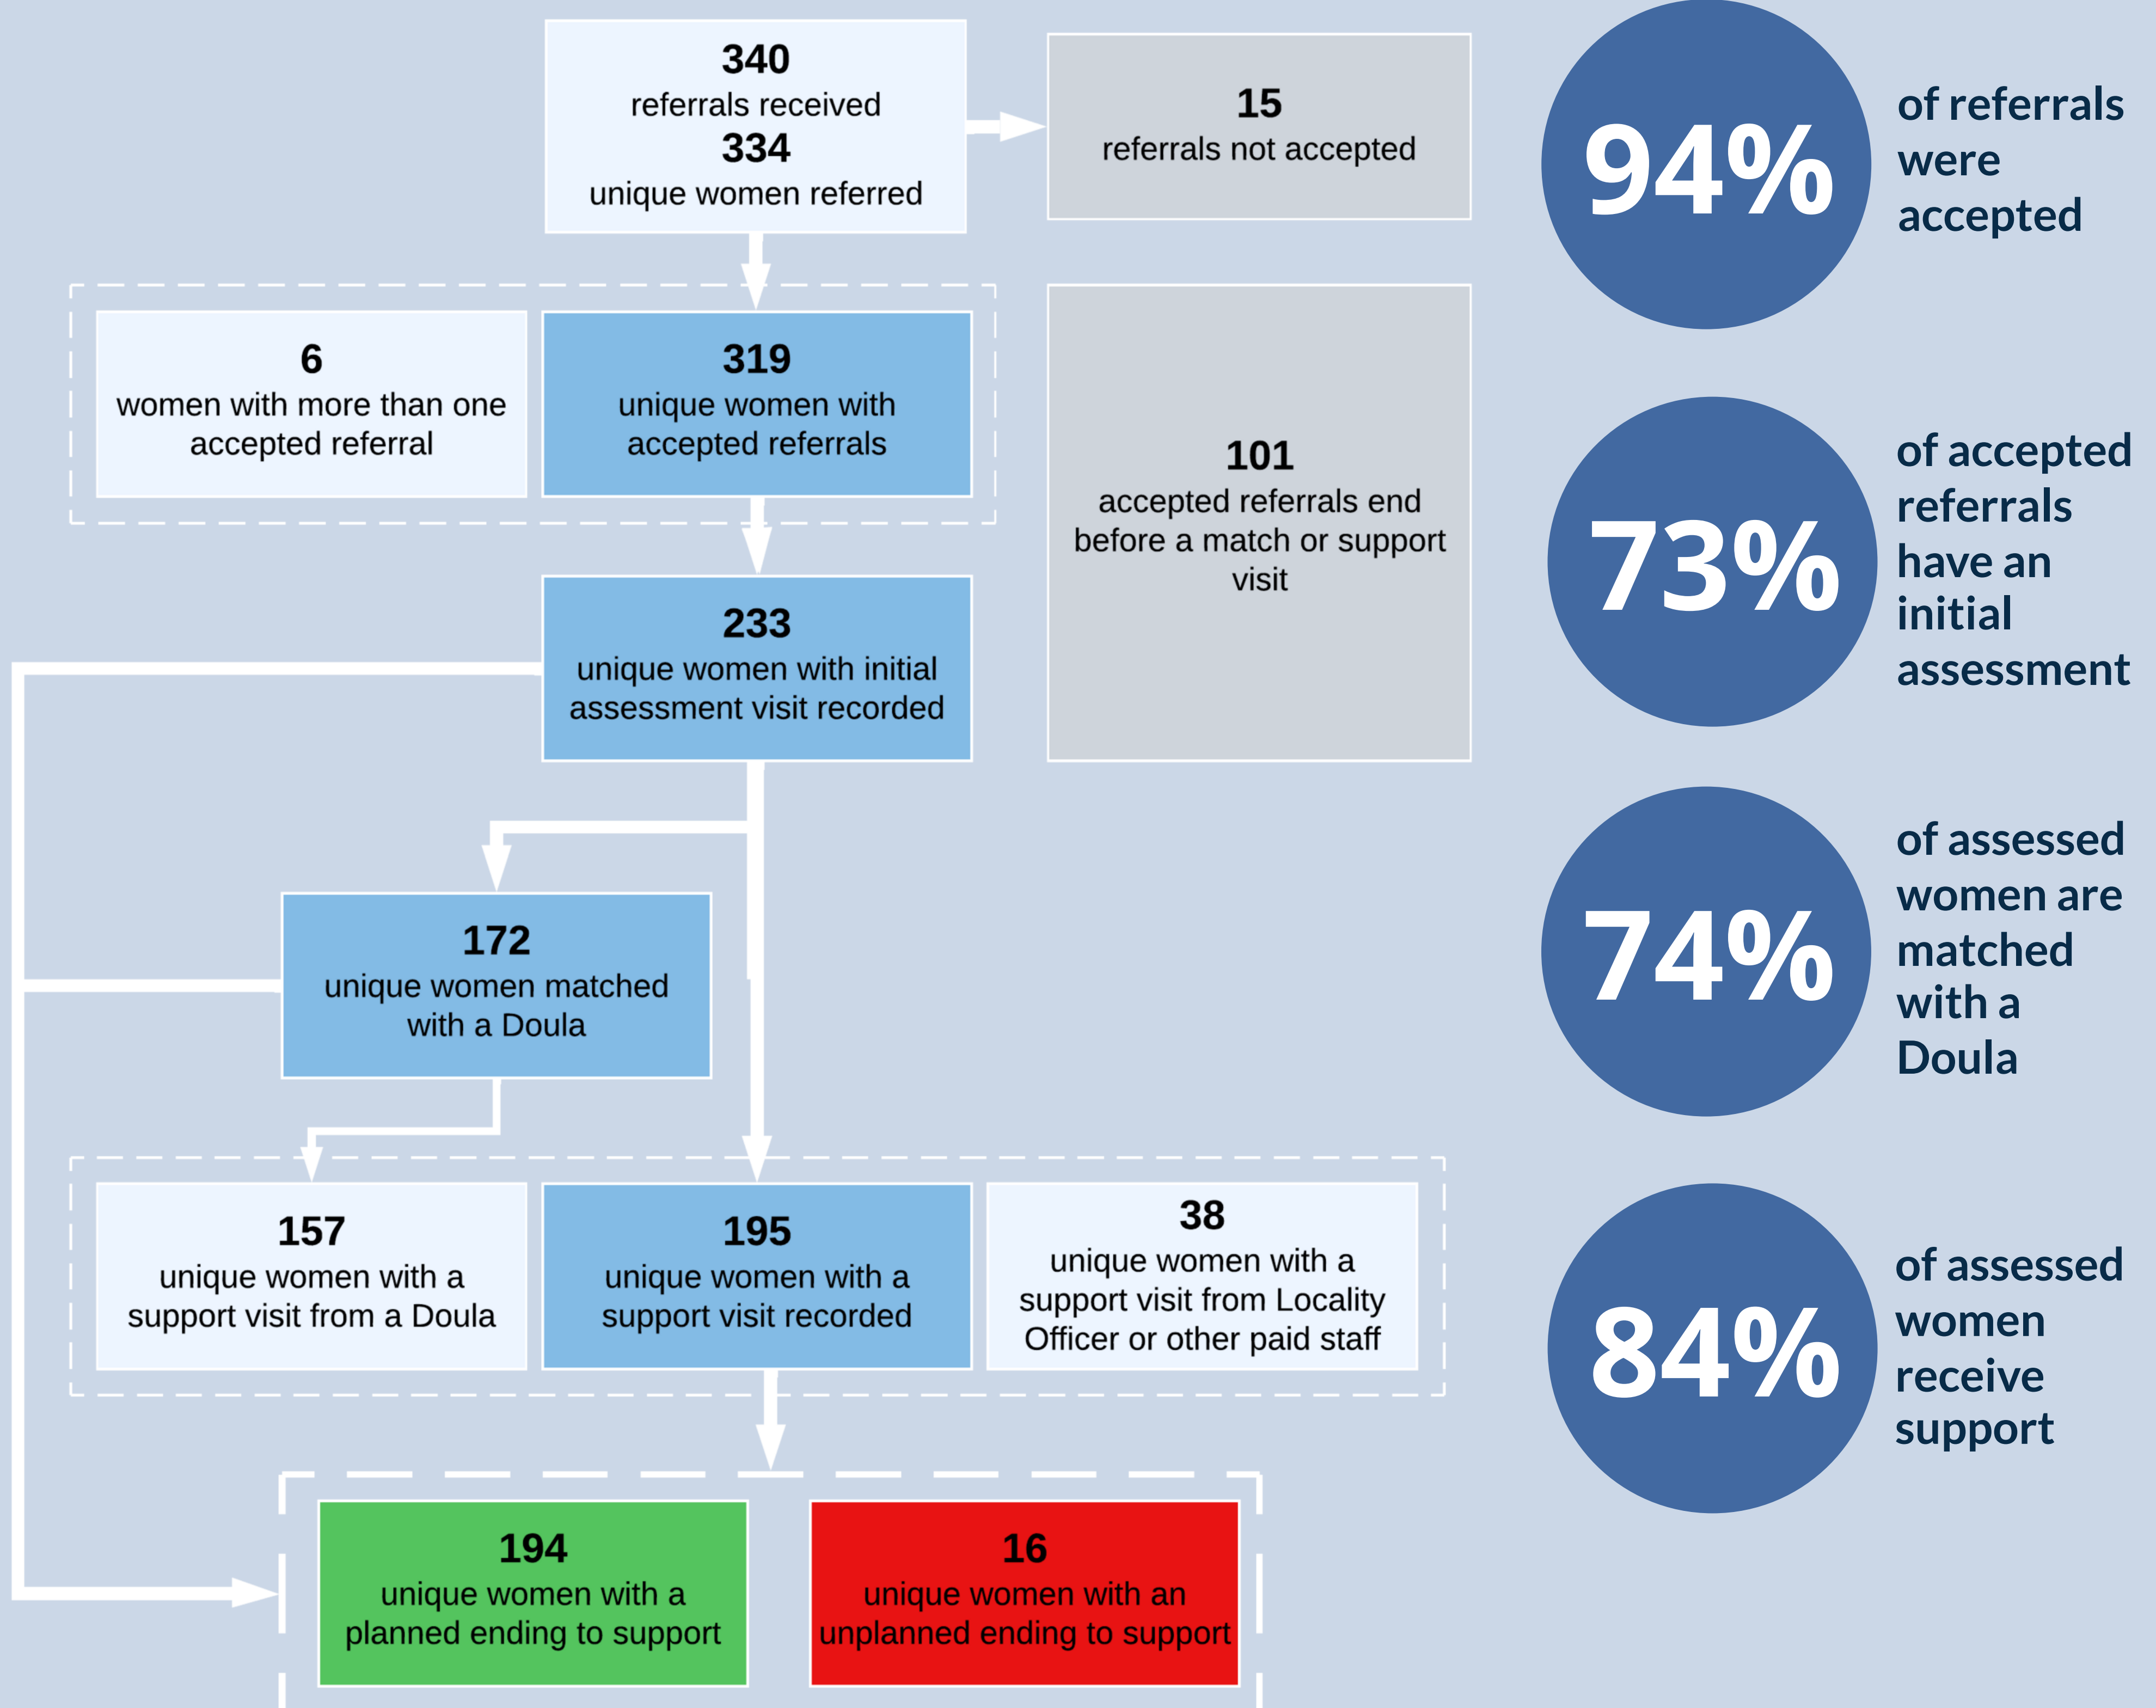 340
referrals received
334
unique women referred
15
referrals not accepted
6
women with more than one
accepted referral
319
unique women with
accepted referrals
101
accepted referrals end
before a match or support
visit
233
unique women with initial
assessment visit recorded
172
unique women matched
with a Doula
157
unique women with a
support visit from a Doula
195
unique women with a
support visit recorded
38
unique women with a
support visit from Locality
Officer or other paid staff
194
unique women with a
planned ending to support
16
unique women with an
unplanned ending to support
94%
of referrals
were
accepted
73%
of accepted
referrals
have an
initial
assessment
74%
of assessed
women are
matched
with a
Doula
84%
of assessed
women
receive
support